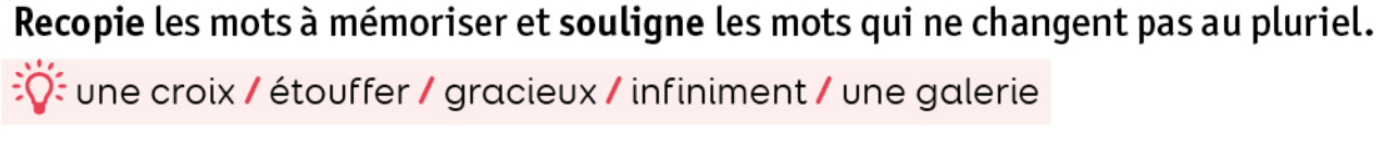 Recopie les mots à mémoriser et souligne les mots qui ne changent pas au pluriel.
une croix / étouffer / gracieux / infiniment / une galerie